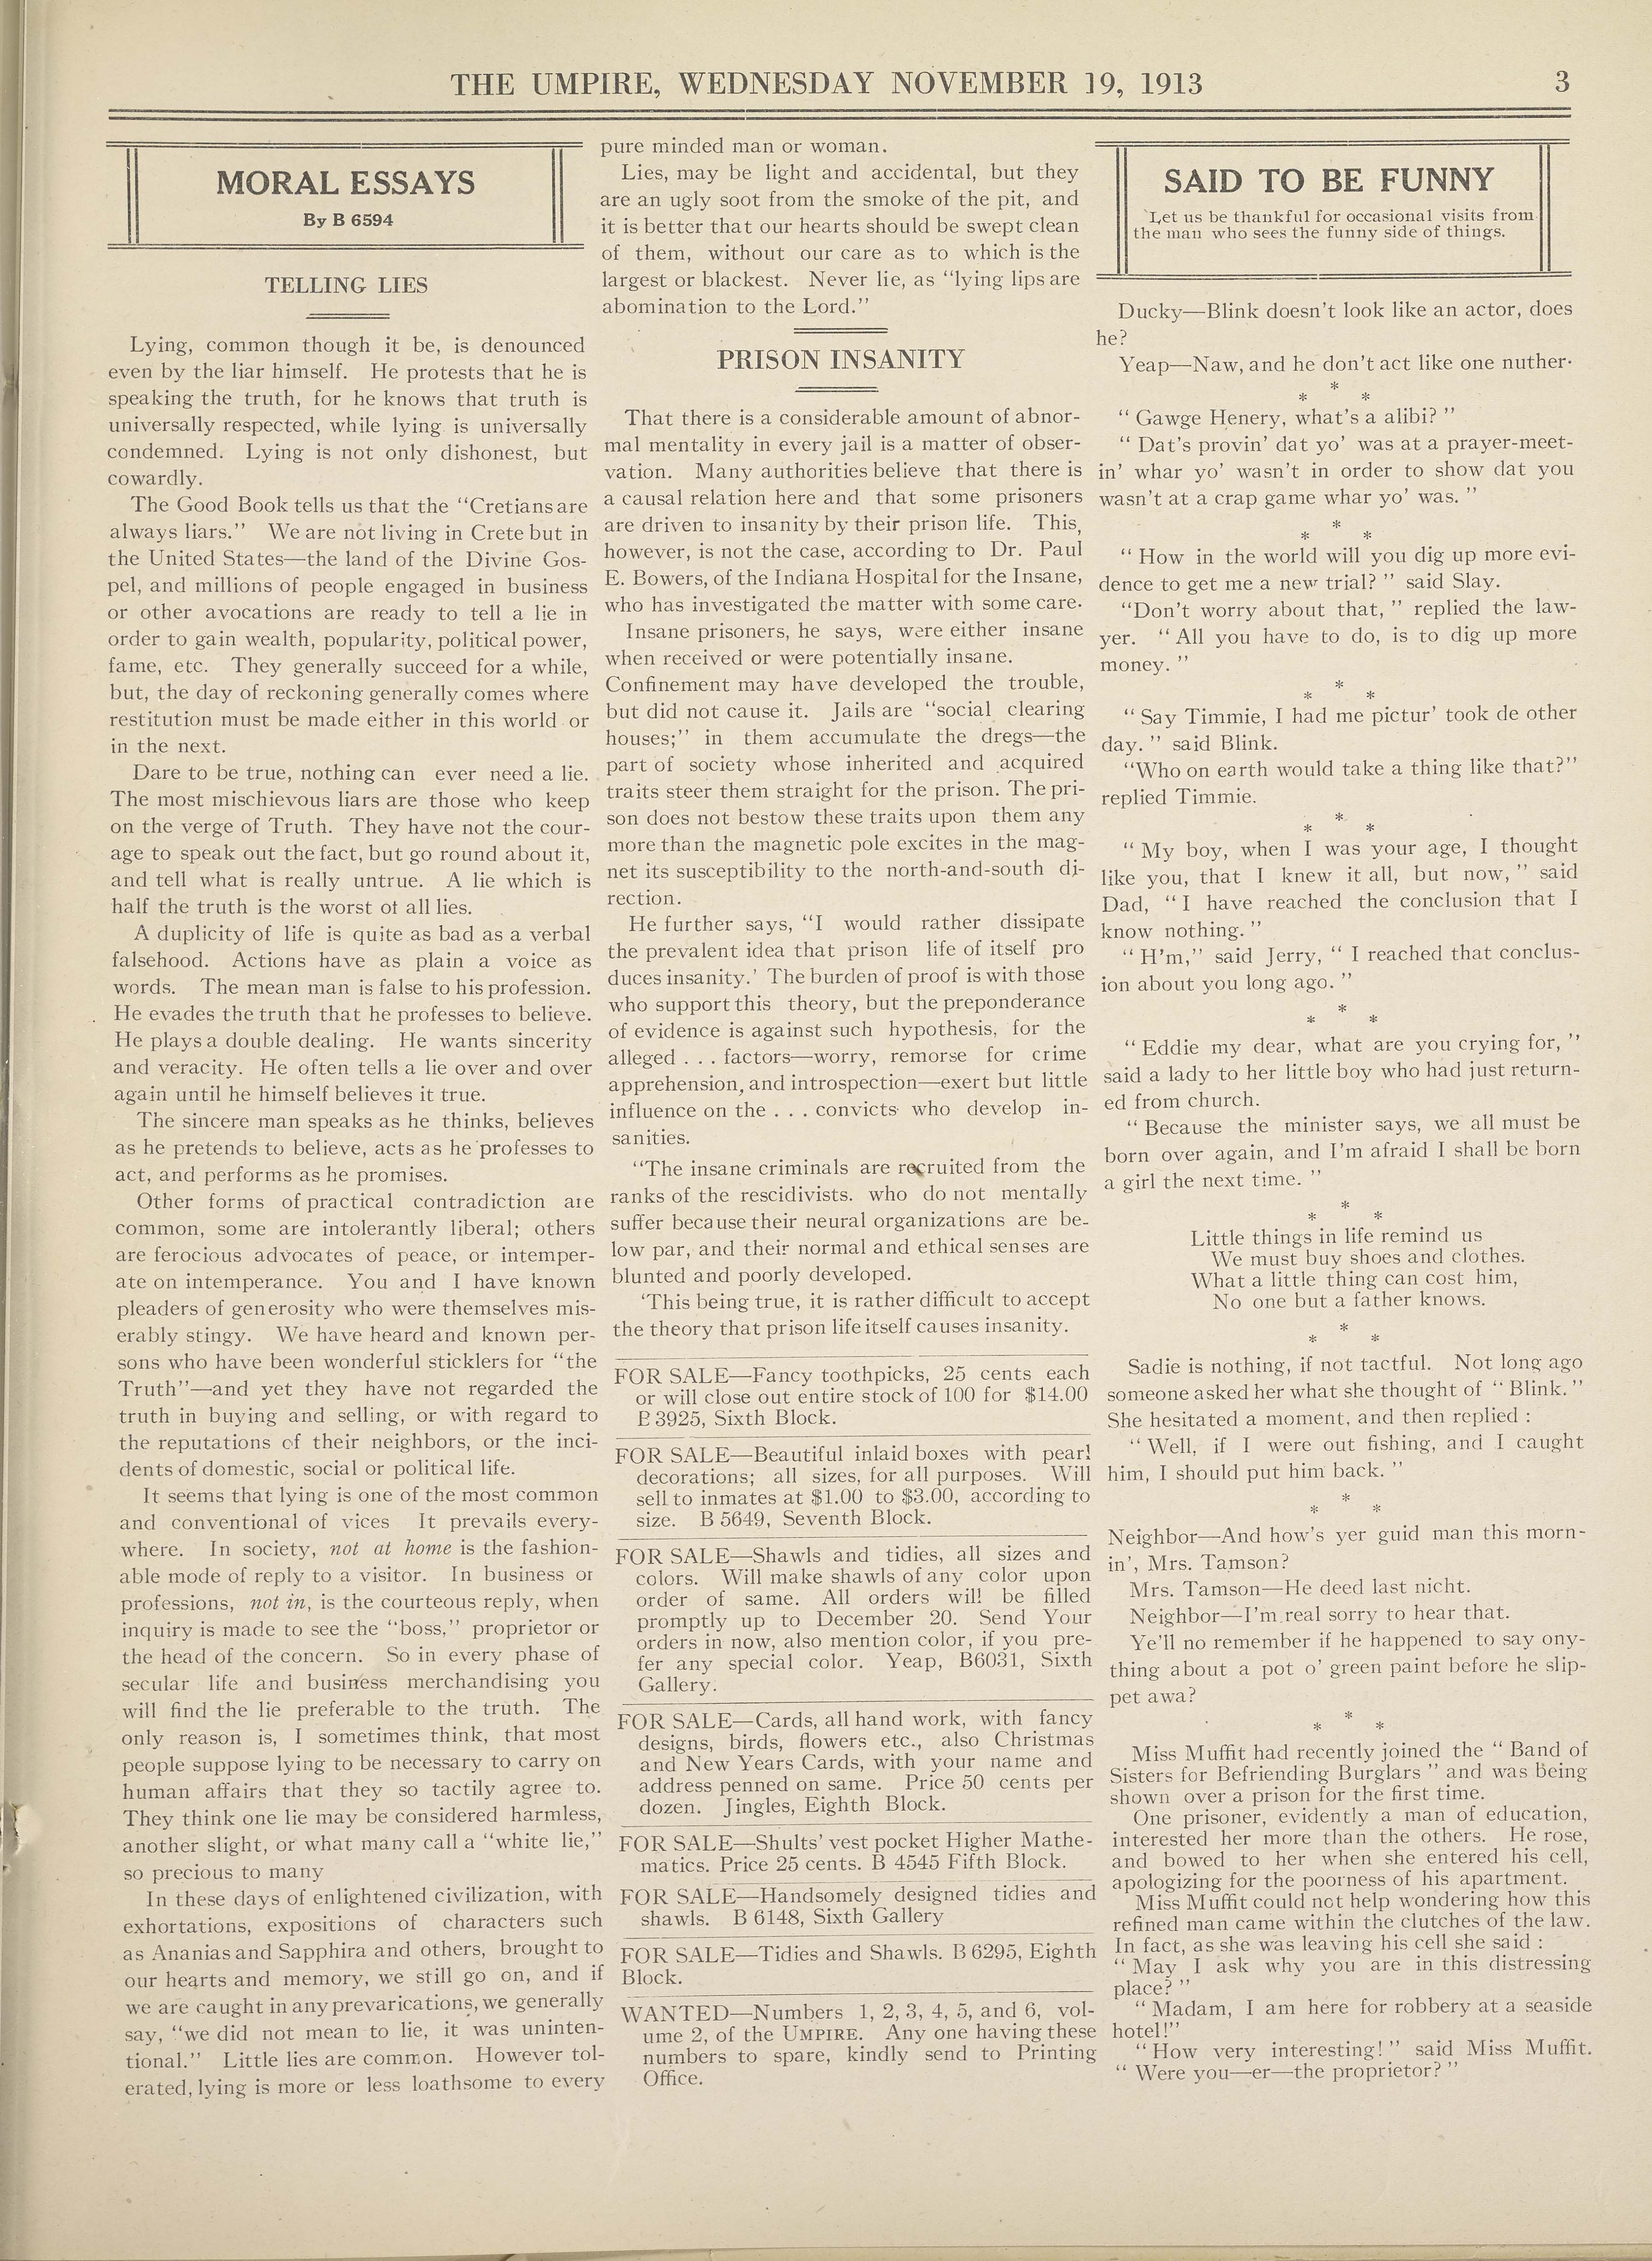 THE UMPIRE, WEDNESDAY NOVEMBER 19, 1913
3
MORAL ESSAYS
By B 6594
TELLING LIES
Lying, common though it be, is denounced
even by the liar himself. He protests that he is
speaking the truth, for he knows that truth is
universally respected, while lying is universally
condemned. Lying is not only dishonest, but
cowardly.
The Good Book tells us that the "Cretians are
always liars." We are not living in Crete but in
the United States—the land of the Divine Gos-
pel, and millions of people engaged in business
or other avocations are ready to tell a lie in
order to gain wealth, popularity, political power,
fame, etc. They generally succeed for a while,
but, the day of reckoning generally comes where
restitution must be made either in this world or
in the next.
Dare to be true, nothing can ever need a lie.
The most mischievous liars are those who keep
on the verge of Truth. They have not the cour-
age to speak out the fact, but go round about it,
and tell what is really untrue. A lie which is
half the truth is the worst of all lies.
A duplicity of life is quite as bad as a verbal
falsehood. Actions have as plain a voice as
words. The mean man is false to his profession.
He evades the truth that he professes to believe.
He plays a double dealing. He wants sincerity
and veracity. He often tells a lie over and over
again until he himself believes it true.
The sincere man speaks as he thinks, believes
as he pretends to believe, acts as he professes to
act, and performs as he promises.
Other forms of practical contradiction are
common, some are intolerantly liberal; others
are ferocious advocates of peace, or intemper-
ate on intemperance. You and I have known
pleaders of generosity who were themselves mis-
erably stingy. We have heard and known per-
sons who have been wonderful sticklers for "the
Truth"—and yet they have not regarded the
truth in buying and selling, or with regard to
the reputations of their neighbors, or the inci-
dents of domestic, social or political life.
It seems that lying is one of the most common
and conventional of vices It prevails every-
where. In society, not at home is the fashion-
able mode of reply to a visitor. In business or
professions, not in, is the courteous reply, when
inquiry is made to see the "boss," proprietor or
the head of the concern. So in every phase of
secular life and business merchandising you
will find the lie preferable to the truth. The
only reason is, I sometimes think, that most
people suppose lying to be necessary to carry on
human affairs that they so tactily agree to.
They think one lie may be considered harmless,
another slight, or what many call a "white lie,"
so precious to many
In these days of enlightened civilization, with
exhortations, expositions of characters such
as Ananias and Sapphira and others, brought to
our hearts and memory, we still go on, and if
we are caught in any prevarications, we generally
say, "we did not mean to lie, it was uninten-
tional." Little lies are common. However tol-
erated, lying is more or less loathsome to every
pure minded man or woman.
Lies, may be light and accidental, but they
are an ugly soot from the smoke of the pit, and
it is better that our hearts should be swept clean
of them, without our care as to which is the
largest or blackest. Never lie, as "lying lips are
abomination to the Lord."
PRISON INSANITY
That there is a considerable amount of abnor-
mal mentality in every jail is a matter of obser-
vation. Many authorities believe that there is
a causal relation here and that some prisoners
are driven to insanity by their prison life. This,
however, is not the case, according to Dr. Paul
E. Bowers, of the Indiana Hospital for the Insane,
who has investigated the matter with some care.
Insane prisoners, he says, were either insane
when received or were potentially insane.
Confinement may have developed the trouble,
but did not cause it. Jails are "social clearing
houses;" in them accumulate the dregs—the
part of society whose inherited and acquired
traits steer them straight for the prison. The pri-
son does not bestow these traits upon them any
more than the magnetic pole excites in the mag-
net its susceptibility to the north-and-south di-
rection.
He further says, "I would rather dissipate
the prevalent idea that prison life of itself pro
duces insanity.' The burden of proof is with those
who support this theory, but the preponderance
of evidence is against such hypothesis, for the
alleged . . . factors—worry, remorse for crime
apprehension, and introspection—exert but little
influence on the . . . convicts who develop in-
sanities.
"The insane criminals are recruited from the
ranks of the rescidivists. who do not mentally
suffer because their neural organizations are be-
low par, and their normal and ethical senses are
blunted and poorly developed.
'This being true, it is rather difficult to accept
the theory that prison life itself causes insanity.
FOR SALE—Fancy toothpicks, 25 cents each
or will close out entire stock of 100 for $14.00
B 3925, Sixth Block.
FOR SALE—Beautiful inlaid boxes with pearl
decorations; all sizes, for all purposes. Will
sell to inmates at $1.00 to $3.00, according to
size. B 5649, Seventh Block.
FOR SALE—Shawls and tidies, all sizes and
colors. Will make shawls of any color upon
order of same. All orders will be filled
promptly up to December 20. Send Your
orders in now, also mention color, if you pre-
fer any special color. Yeap, B6031, Sixth
Gallery.
FOR SALE—Cards, all hand work, with fancy
designs, birds, flowers etc., also Christmas
and New Years Cards, with your name and
address penned on same. Price 50 cents per
dozen. Jingles, Eighth Block.
FOR SALE—Shults' vest pocket Higher Mathe-
matics. Price 25 cents. B 4545 Fifth Block.
FOR SALE—Handsomely designed tidies and
shawls. B 6148, Sixth Gallery
FOR SALE—Tidies and Shawls. B 6295, Eighth
Block.
WANTED—Numbers 1, 2, 3, 4, 5, and 6, vol-
ume 2, of the UMPIRE. Any one having these
numbers to spare, kindly send to Printing
Office.
SAID TO BE FUNNY
Let us be thankful for occasional visits from
the man who sees the funny side of things.
Ducky—Blink doesn't look like an actor, does
he?
Yeap—Naw, and he don't act like one nuther.
* * *
"Gawge Henery, what's a alibi?"
"Dat's provin' dat yo' was at a prayer-meet-
in' whar yo' wasn't in order to show dat you
wasn't at a crap game whar yo' was."
* * *
"How in the world will you dig up more evi-
dence to get me a new trial?" said Slay.
"Don't worry about that," replied the law-
yer. "All you have to do, is to dig up more
money."
* * *
"Say Timmie, I had me pictur' took de other
day." said Blink.
"Who on earth would take a thing like that?"
replied Timmie.
* * *
"My boy, when I was your age, I thought
like you, that I knew it all, but now," said
Dad, "I have reached the conclusion that I
know nothing."
"H'm," said Jerry, "I reached that conclus-
ion about you long ago."
* * *
"Eddie my dear, what are you crying for,"
said a lady to her little boy who had just return-
ed from church.
"Because the minister says, we all must be
born over again, and I'm afraid I shall be born
a girl the next time."
* * *
Little things in life remind us
We must buy shoes and clothes.
What a little thing can cost him,
No one but a father knows.
* * *
Sadie is nothing, if not tactful. Not long ago
someone asked her what she thought of "Blink."
She hesitated a moment, and then replied :
"Well, if I were out fishing, and I caught
him, I should put him back."
* * *
Neighbor—And how's yer guid man this morn-
in', Mrs. Tamson?
Mrs. Tamson—He deed last nicht.
Neighbor—I'm real sorry to hear that.
Ye'll no remember if he happened to say ony-
thing about a pot o' green paint before he slip-
pet awa?
* * *
Miss Muffit had recently joined the "Band of
Sisters for Befriending Burglars" and was being
shown over a prison for the first time.
One prisoner, evidently a man of education,
interested her more than the others. He rose,
and bowed to her when she entered his cell,
apologizing for the poorness of his apartment.
Miss Muffit could not help wondering how this
refined man came within the clutches of the law.
In fact, as she was leaving his cell she said :
"May I ask why you are in this distressing
place?"
"Madam, I am here for robbery at a seaside
hotel!"
"How very interesting!" said Miss Muffit.
"Were you—er—the proprietor?"